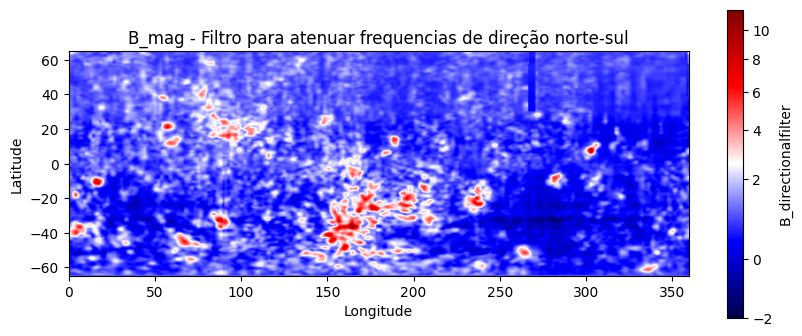 B_mag - Filtro para atenuar frequencias de direção norte-sul
60
40
20
0
−20
−40
−60
Latitude
0 50 100 150 200 250 300 350
Longitude
10
8
6
4
2
0
−2
B_directionalfilter